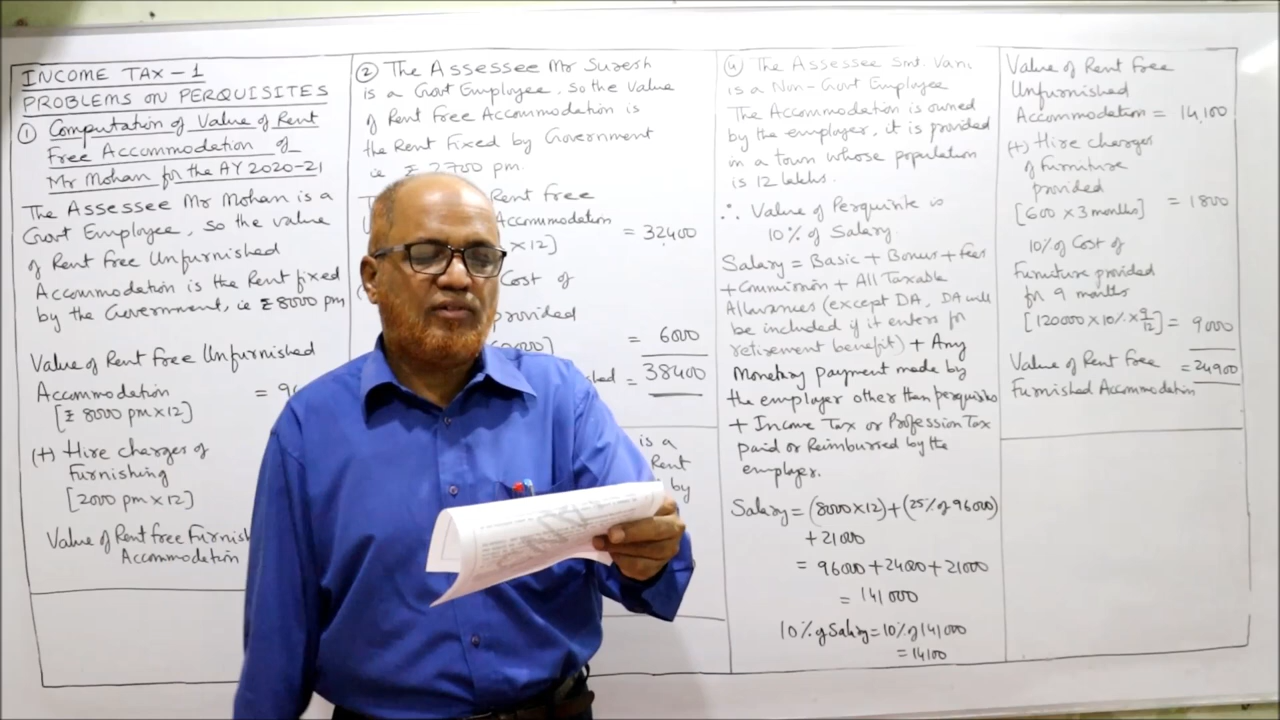 INCOME TAX - 1
PROBLEMS ON PERQUISITES
① Computation of Value of Rent
Free Accommodation of
Mr Mohan for the AY 2020-21
The Assessee Mr Mohan is a
Govt Employee, so the value
of Rent Free Unfurnished
Accommodation is the Rent fixed
by the Government, ie ₹ 8000 pm
Value of Rent Free Unfurnished
Accommodation = 96
[₹ 8000 pm x 12]
(+) Hire charges of
Furnishing
[2000 pm x 12]
Value of Rent free Furnish
Accommodation
② The Assessee Mr Suresh
is a Govt Employee, so the Value
of Rent Free Accommodation is
the Rent Fixed by Government
ie ₹ 2700 pm.
Rent Free
Accommodation
x 12] = 32400
Cost of
provided
= 6000
= 38400
is a
Rent
by
④ The Assessee Smt. Vani
is a Non-Govt Employee
The Accommodation is owned
by the employer, it is provided
in a town whose population
is 12 lakhs.
∴ Value of Perquisite is
10% of Salary.
Salary = Basic + Bonus + Fees
+ Commission + All Taxable
Allowances (except DA, DA will
be included if it enters for
retirement benefit) + Any
Monetary payment made by
the employer other than perquisites
+ Income Tax or Profession Tax
paid or Reimbursed by the
employer.
Salary = (8000 x 12) + (25% of 96000)
+ 21000
= 96000 + 24000 + 21000
= 141000
10% of Salary = 10% of 141000
= 14100
Value of Rent Free
Unfurnished
Accommodation = 14,100
(+) Hire charges
of Furniture
provided
[600 x 3 months] = 1800
10% of Cost of
Furniture provided
for 9 months
[120000 x 10% x 9/12] = 9000
Value of Rent Free = 24900
Furnished Accommodation